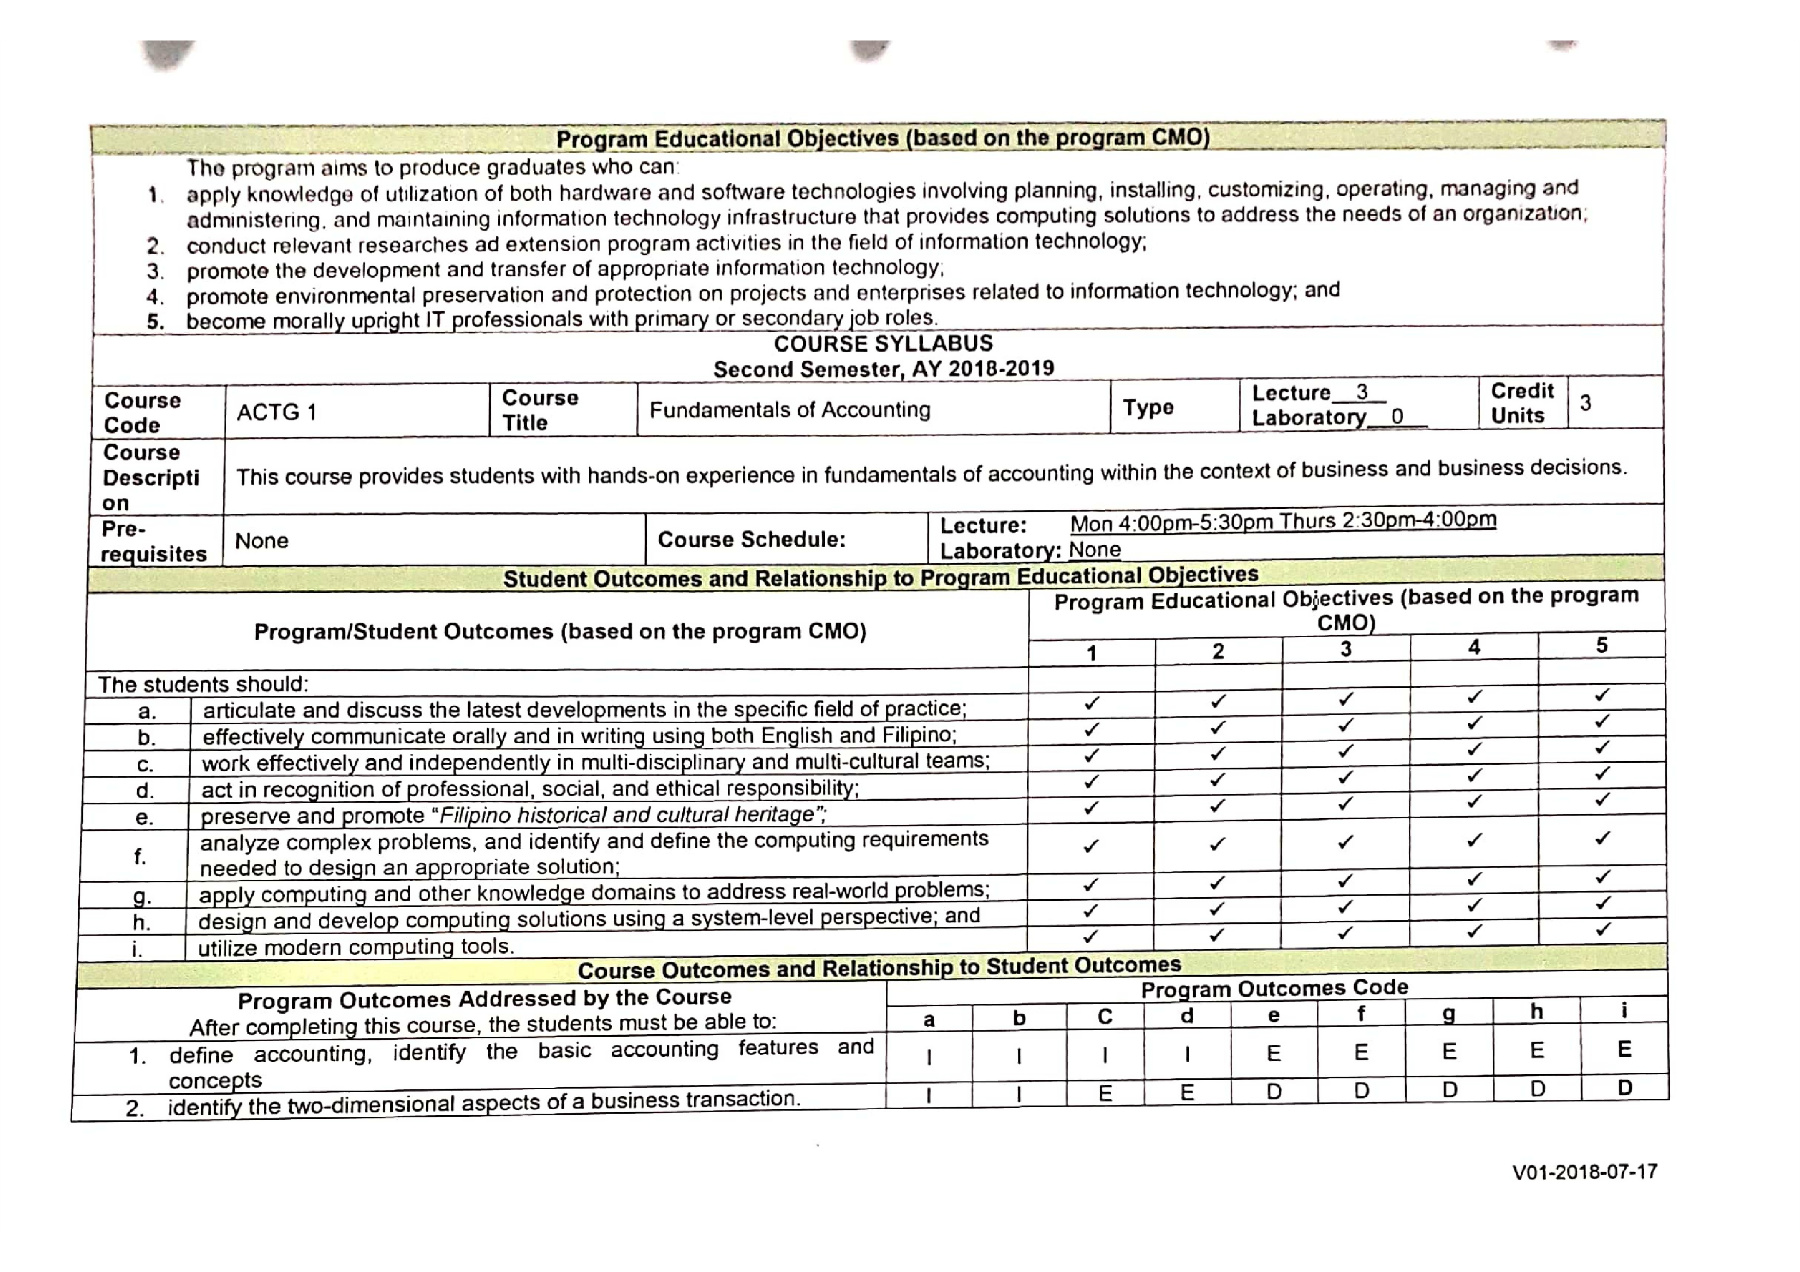 Program Educational Objectives (based on the program CMO)
The program aims to produce graduates who can:
1. apply knowledge of utilization of both hardware and software technologies involving planning, installing, customizing, operating, managing and
administering, and maintaining information technology infrastructure that provides computing solutions to address the needs of an organization;
2. conduct relevant researches ad extension program activities in the field of information technology;
3. promote the development and transfer of appropriate information technology;
4. promote environmental preservation and protection on projects and enterprises related to information technology; and
5. become morally upright IT professionals with primary or secondary job roles.
COURSE SYLLABUS
Second Semester, AY 2018-2019
Course Code ACTG 1 Course Title Fundamentals of Accounting Type Lecture 3 Laboratory 0 Credit Units 3
Course
Descripti
on
This course provides students with hands-on experience in fundamentals of accounting within the context of business and business decisions.
Pre-
requisites
None
Course Schedule:
Lecture: Mon 4:00pm-5:30pm Thurs 2:30pm-4:00pm
Laboratory: None
Student Outcomes and Relationship to Program Educational Objectives
Program/Student Outcomes (based on the program CMO)
Program Educational Objectives (based on the program
CMO)
1 2 3 4 5
The students should:
a. articulate and discuss the latest developments in the specific field of practice; ✓ ✓ ✓ ✓ ✓
b. effectively communicate orally and in writing using both English and Filipino; ✓ ✓ ✓ ✓ ✓
c. work effectively and independently in multi-disciplinary and multi-cultural teams; ✓ ✓ ✓ ✓ ✓
d. act in recognition of professional, social, and ethical responsibility; ✓ ✓ ✓ ✓ ✓
e. preserve and promote "Filipino historical and cultural heritage"; ✓ ✓ ✓ ✓ ✓
f. analyze complex problems, and identify and define the computing requirements
needed to design an appropriate solution; ✓ ✓ ✓ ✓ ✓
g. apply computing and other knowledge domains to address real-world problems; ✓ ✓ ✓ ✓ ✓
h. design and develop computing solutions using a system-level perspective; and ✓ ✓ ✓ ✓ ✓
i. utilize modern computing tools. ✓ ✓ ✓ ✓ ✓
Course Outcomes and Relationship to Student Outcomes
Program Outcomes Addressed by the Course
After completing this course, the students must be able to:
Program Outcomes Code
a b C d e f g h i
1. define accounting, identify the basic accounting features and
concepts
I I I I E E E E E
2. identify the two-dimensional aspects of a business transaction. I I E E D D D D D
V01-2018-07-17